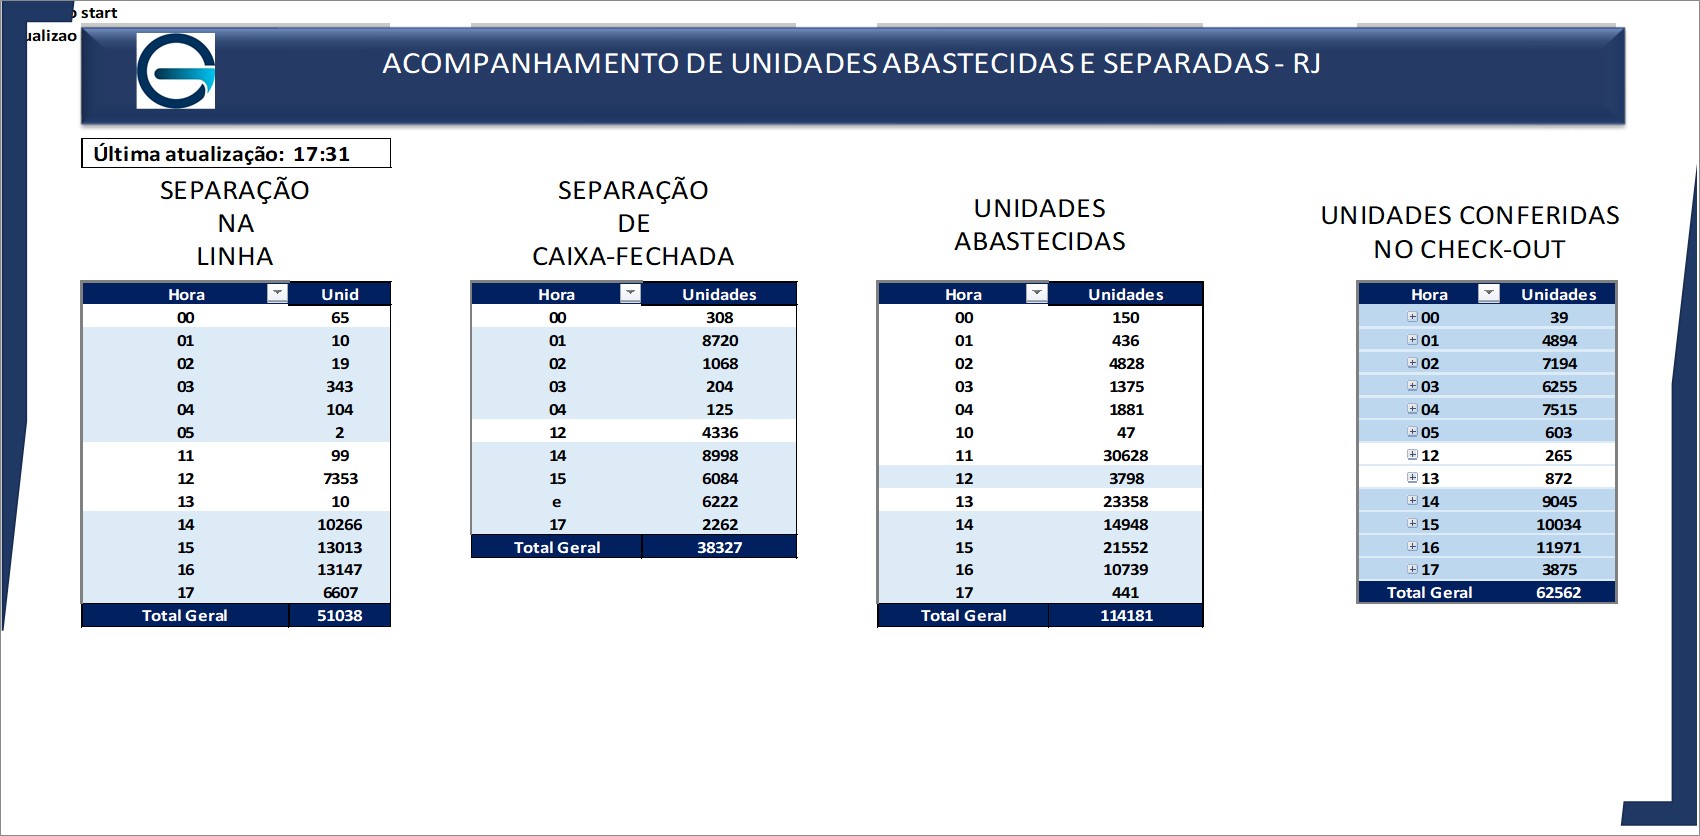 start
ualizao
ACOMPANHAMENTO DE UNIDADES ABASTECIDAS E SEPARADAS - RJ
Última atualização: 17:31
SEPARAÇÃO
NA
LINHA
Hora Unid
00 65
01 10
02 19
03 343
04 104
05 2
11 99
12 7353
13 10
14 10266
15 13013
16 13147
17 6607
Total Geral 51038
SEPARAÇÃO
DE
CAIXA-FECHADA
Hora Unidades
00 308
01 8720
02 1068
03 204
04 125
12 4336
14 8998
15 6084
e 6222
17 2262
Total Geral 38327
UNIDADES
ABASTECIDAS
Hora Unidades
00 150
01 436
02 4828
03 1375
04 1881
10 47
11 30628
12 3798
13 23358
14 14948
15 21552
16 10739
17 441
Total Geral 114181
UNIDADES CONFERIDAS
NO CHECK-OUT
Hora Unidades
00 39
01 4894
02 7194
03 6255
04 7515
05 603
12 265
13 872
14 9045
15 10034
16 11971
17 3875
Total Geral 62562